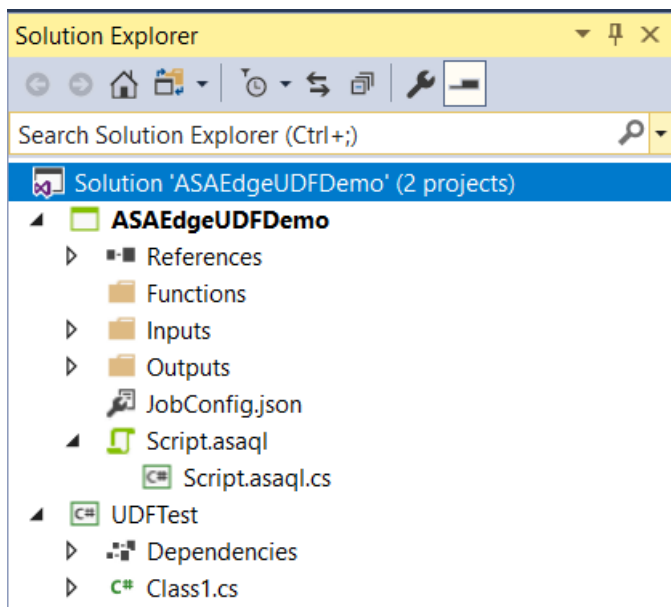 Solution Explorer
Search Solution Explorer (Ctrl+;)
Solution 'ASAEdgeUDFDemo' (2 projects)
ASAEdgeUDFDemo
References
Functions
Inputs
Outputs
JobConfig.json
Script.asaql
C# Script.asaql.cs
C# UDFTest
Dependencies
C# Class1.cs